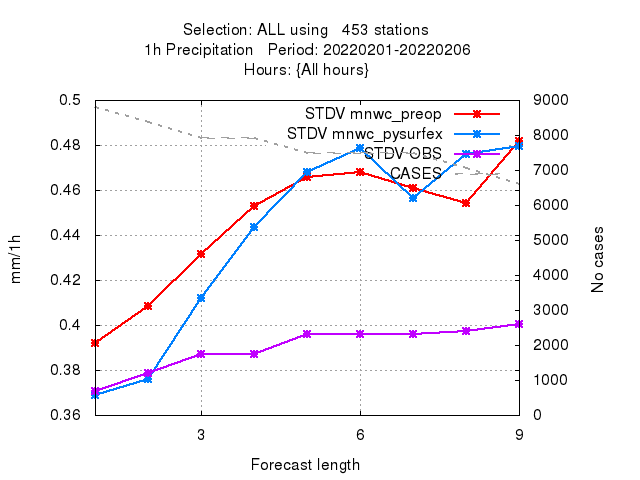 Selection: ALL using 453 stations
1h Precipitation Period: 20220201-20220206
Hours: {All hours}
STDV mnwc_preop
STDV mnwc_pysurfex
STDV OBS
CASES
0.5
0.48
0.46
0.44
0.42
0.4
0.38
0.36
mm/1h
9000
8000
7000
6000
5000
4000
3000
2000
1000
0
No cases
3 6 9
Forecast length